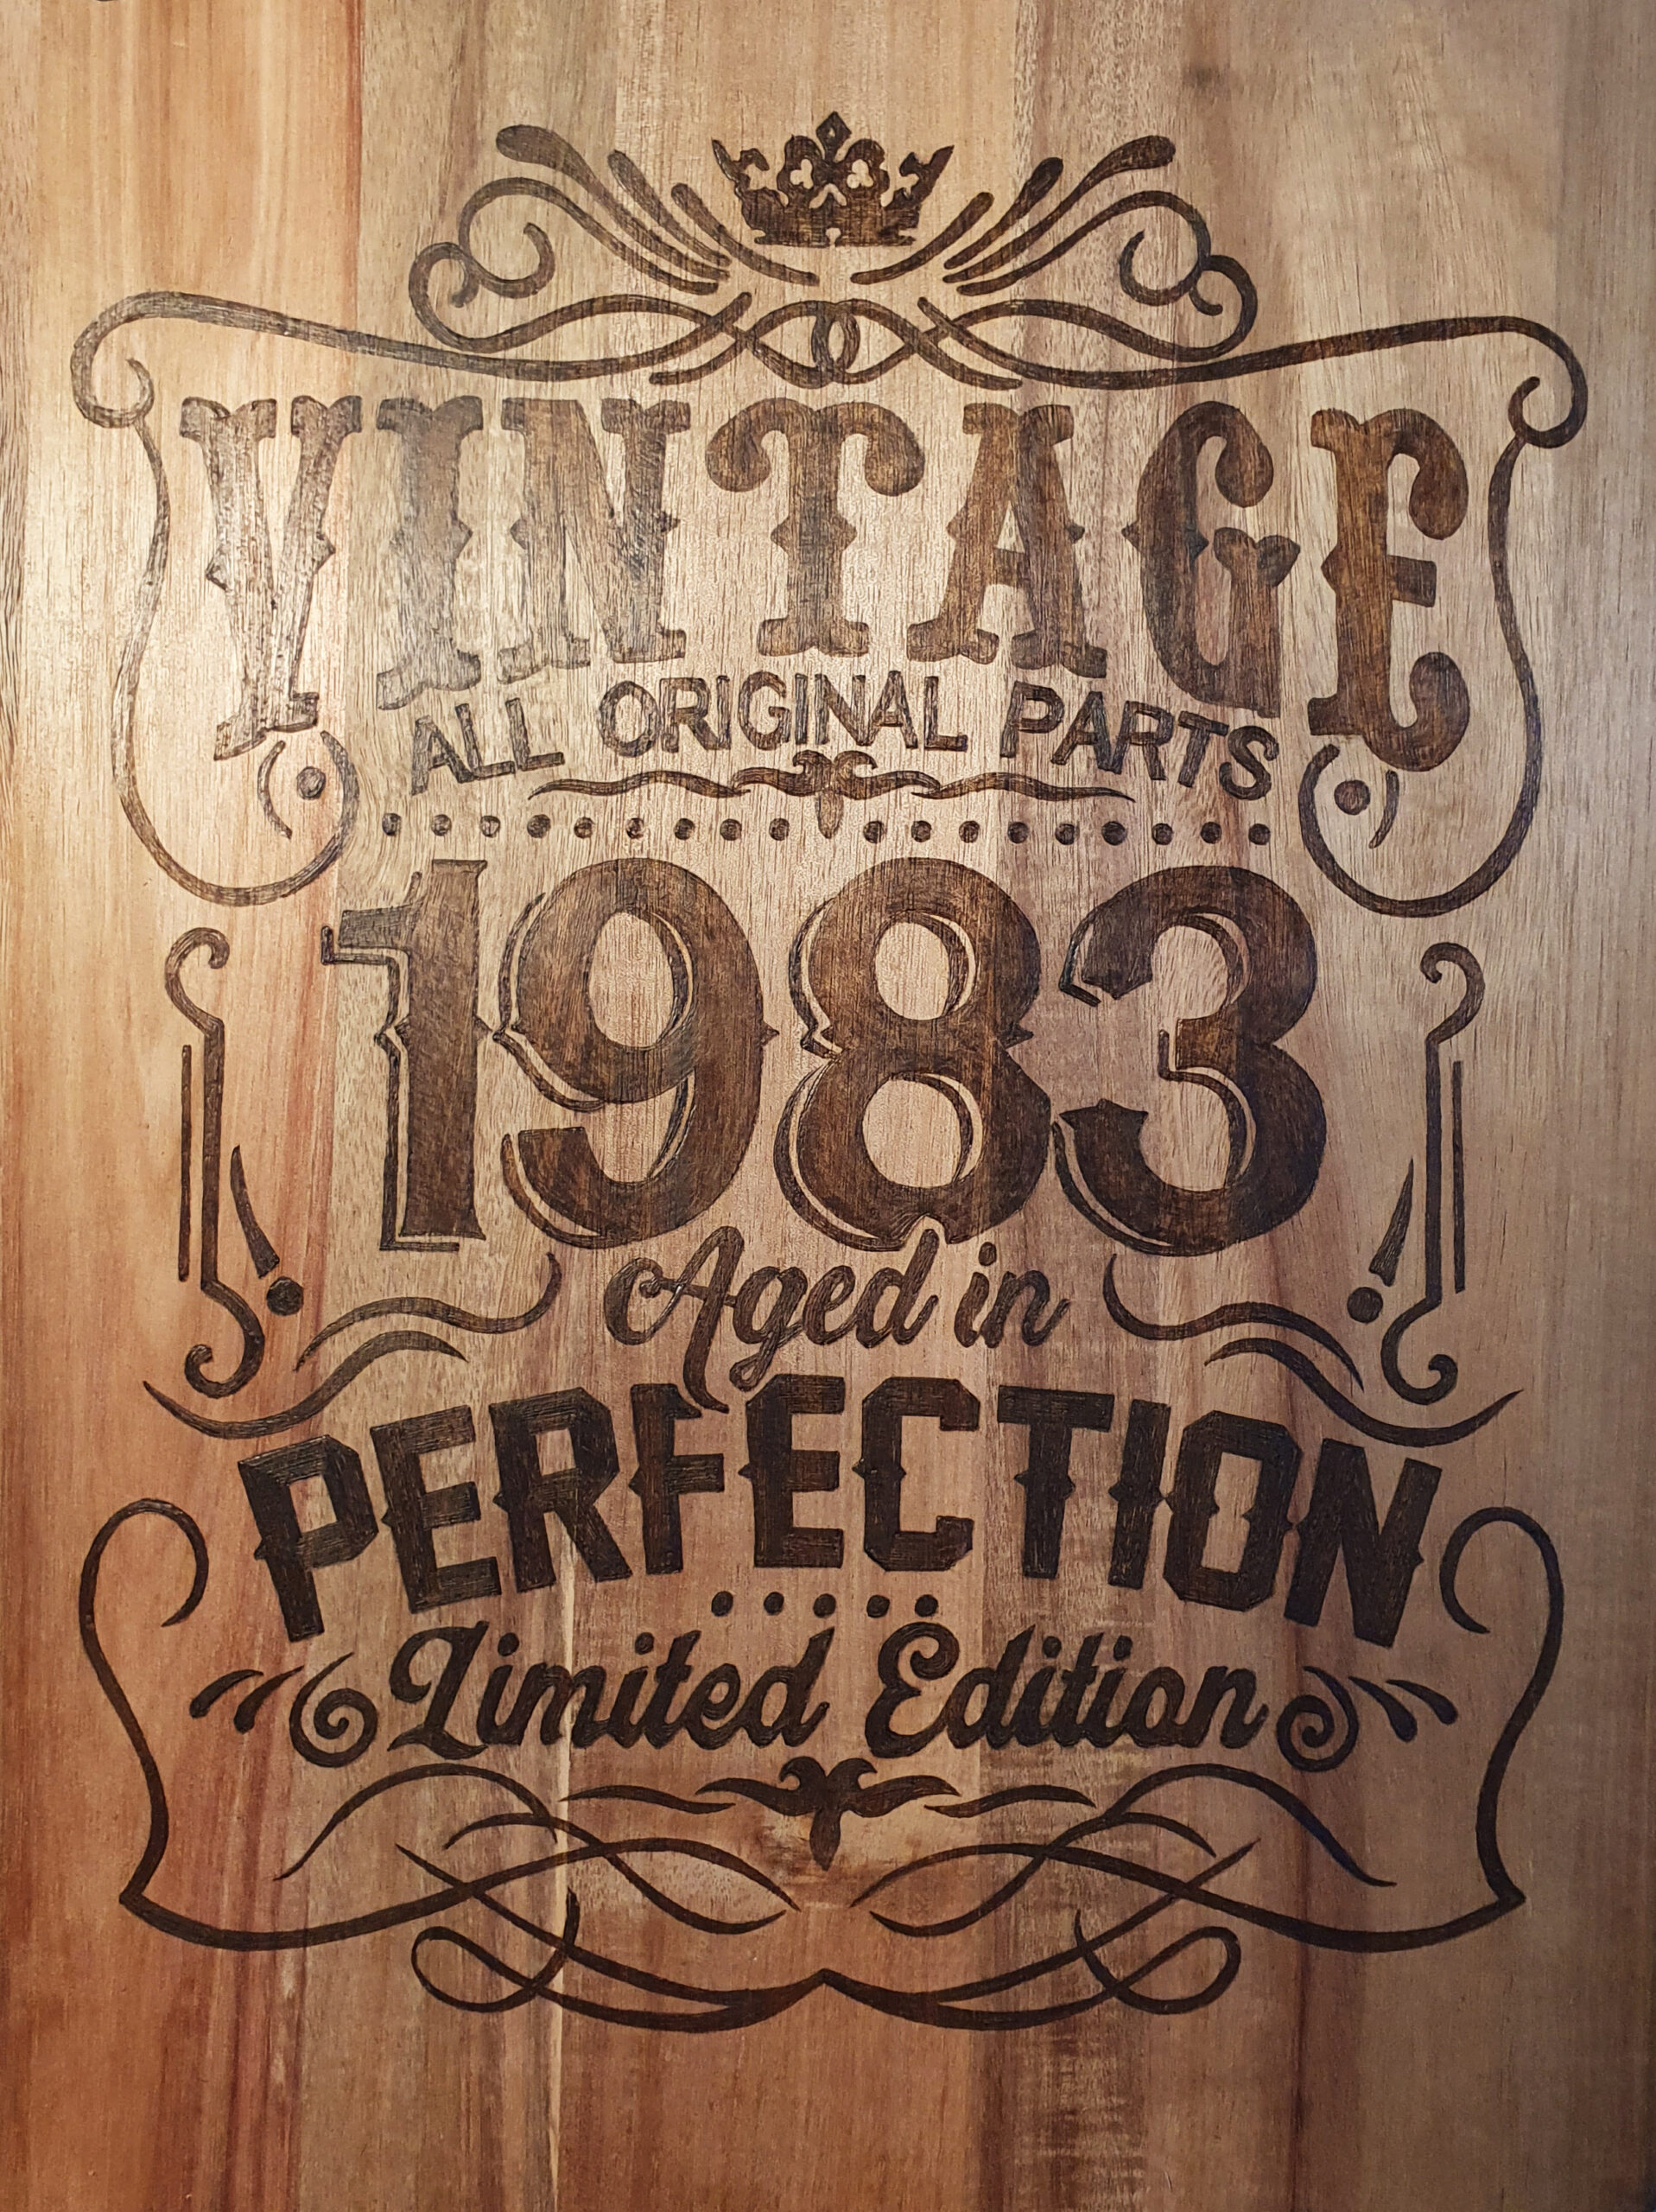 VINTAGE
ALL ORIGINAL PARTS
1983
Aged in
PERFECTION
Limited Edition